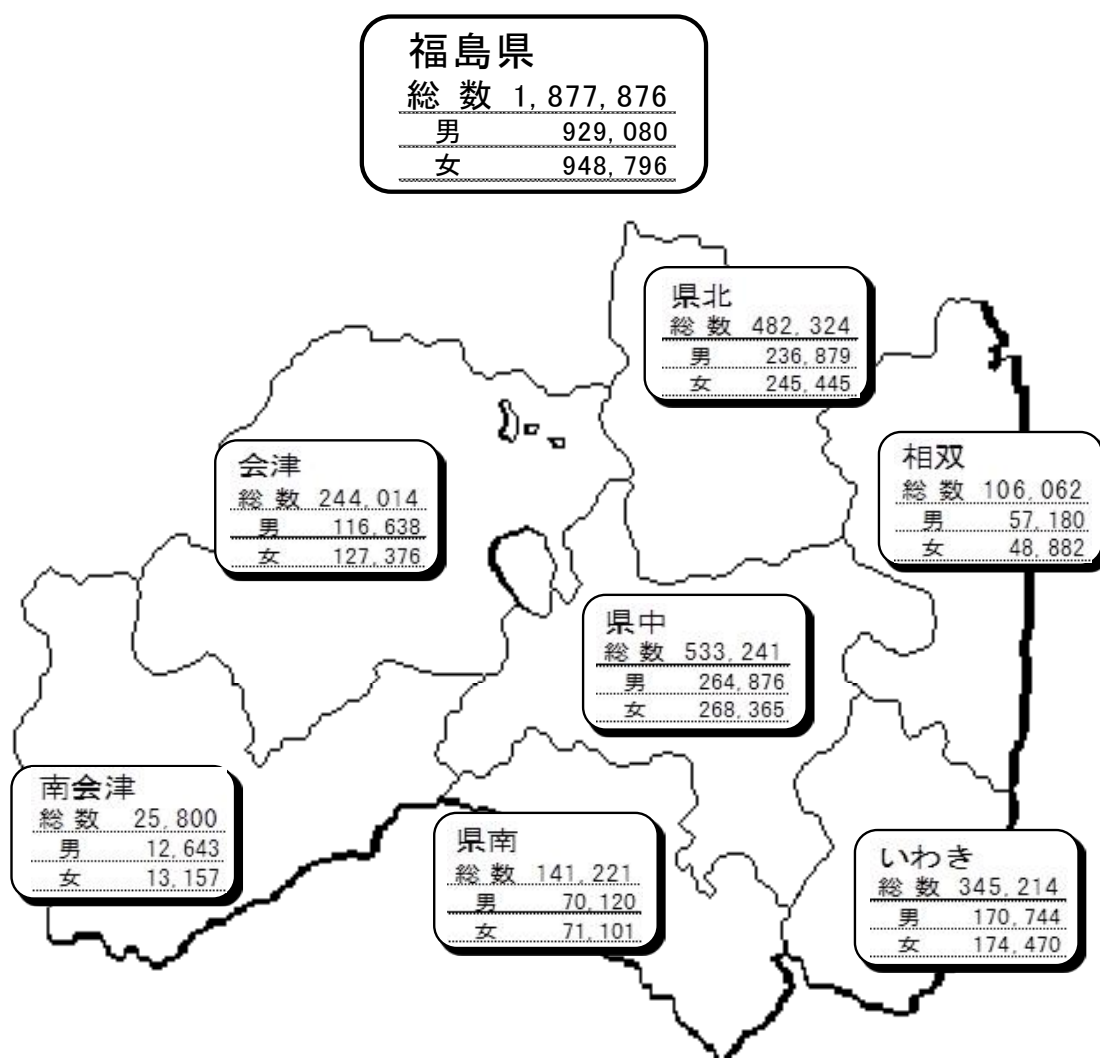 福島県
総数 1,877,876
男 929,080
女 948,796
県北
総数 482,324
男 236,879
女 245,445
会津
総数 244,014
男 116,638
女 127,376
相双
総数 106,062
男 57,180
女 48,882
県中
総数 533,241
男 264,876
女 268,365
南会津
総数 25,800
男 12,643
女 13,157
県南
総数 141,221
男 70,120
女 71,101
いわき
総数 345,214
男 170,744
女 174,470